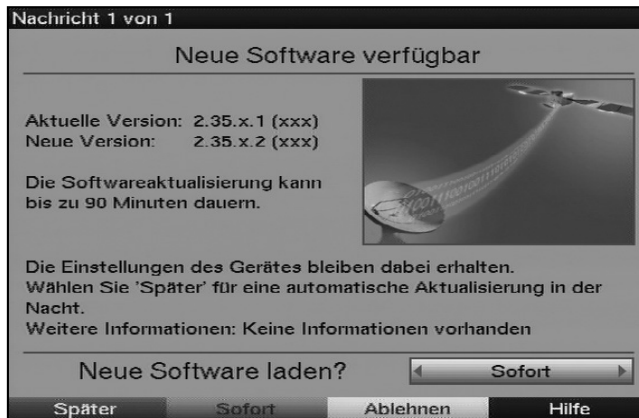 Nachricht 1 von 1
Neue Software verfügbar
Aktuelle Version: 2.35.x.1 (xxx)
Neue Version: 2.35.x.2 (xxx)
Die Softwareaktualisierung kann
bis zu 90 Minuten dauern.
Die Einstellungen des Gerätes bleiben dabei erhalten.
Wählen Sie 'Später' für eine automatische Aktualisierung in der
Nacht.
Weitere Informationen: Keine Informationen vorhanden
Neue Software laden? Sofort
Später Sofort Ablehnen Hilfe